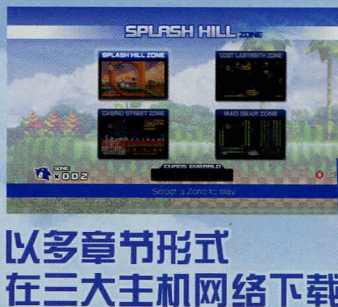 SPLASH HILL ZONE
SPLASH HILL ZONE
LOST LABYRINTH ZONE
CASINO STREET ZONE
MAD GEAR ZONE
SONIC
×002
CHAOS EMERALD
Select a Zone to play
以多章节形式
在三大主机网络下载